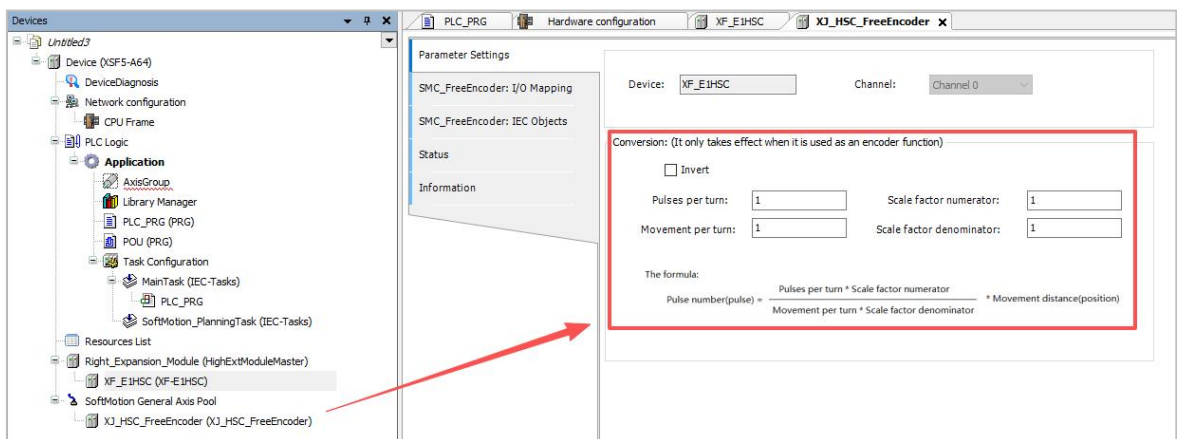 Devices
Untitled3
Device (XSF5-A64)
DeviceDiagnosis
Network configuration
CPU Frame
PLC Logic
Application
AxisGroup
Library Manager
PLC_PRG (PRG)
POU (PRG)
Task Configuration
MainTask (IEC-Tasks)
PLC_PRG
SoftMotion_PlanningTask (IEC-Tasks)
Resources List
Right_Expansion_Module (HighExtModuleMaster)
XF_E1HSC (XF-E1HSC)
SoftMotion General Axis Pool
XJ_HSC_FreeEncoder (XJ_HSC_FreeEncoder)
PLC_PRG Hardware configuration XF_E1HSC XJ_HSC_FreeEncoder
Parameter Settings
SMC_FreeEncoder: I/O Mapping
SMC_FreeEncoder: IEC Objects
Status
Information
Device: XF_E1HSC Channel: Channel 0
Conversion: (It only takes effect when it is used as an encoder function)
Invert
Pulses per turn: 1 Scale factor numerator: 1
Movement per turn: 1 Scale factor denominator: 1
The formula:
Pulses per turn * Scale factor numerator
Pulse number(pulse) = * Movement distance(position)
Movement per turn * Scale factor denominator